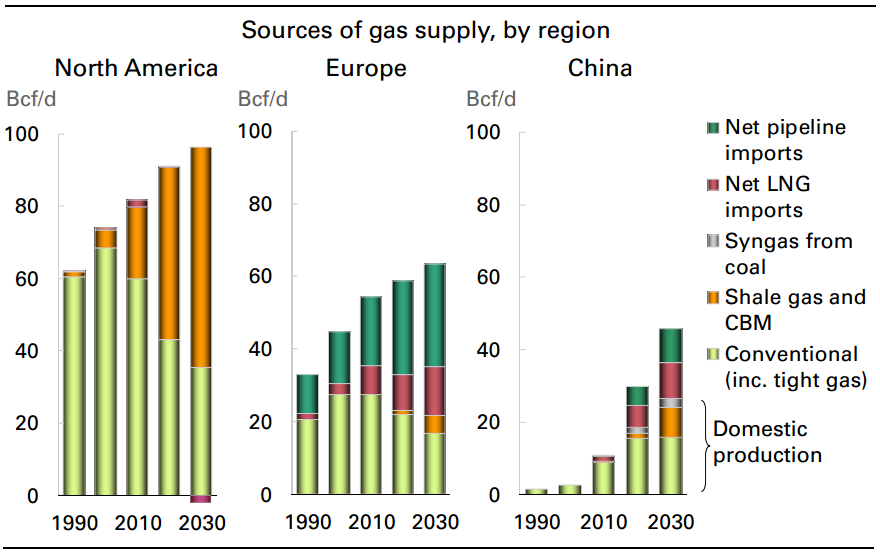 Sources of gas supply, by region
North America
Europe
China
Bcf/d
Bcf/d
Bcf/d
100
80
60
40
20
0
1990 2010 2030
100
80
60
40
20
0
1990 2010 2030
100
80
60
40
20
0
1990 2010 2030
Net pipeline
imports
Net LNG
imports
Syngas from
coal
Shale gas and
CBM
Conventional
(inc. tight gas)
Domestic
production